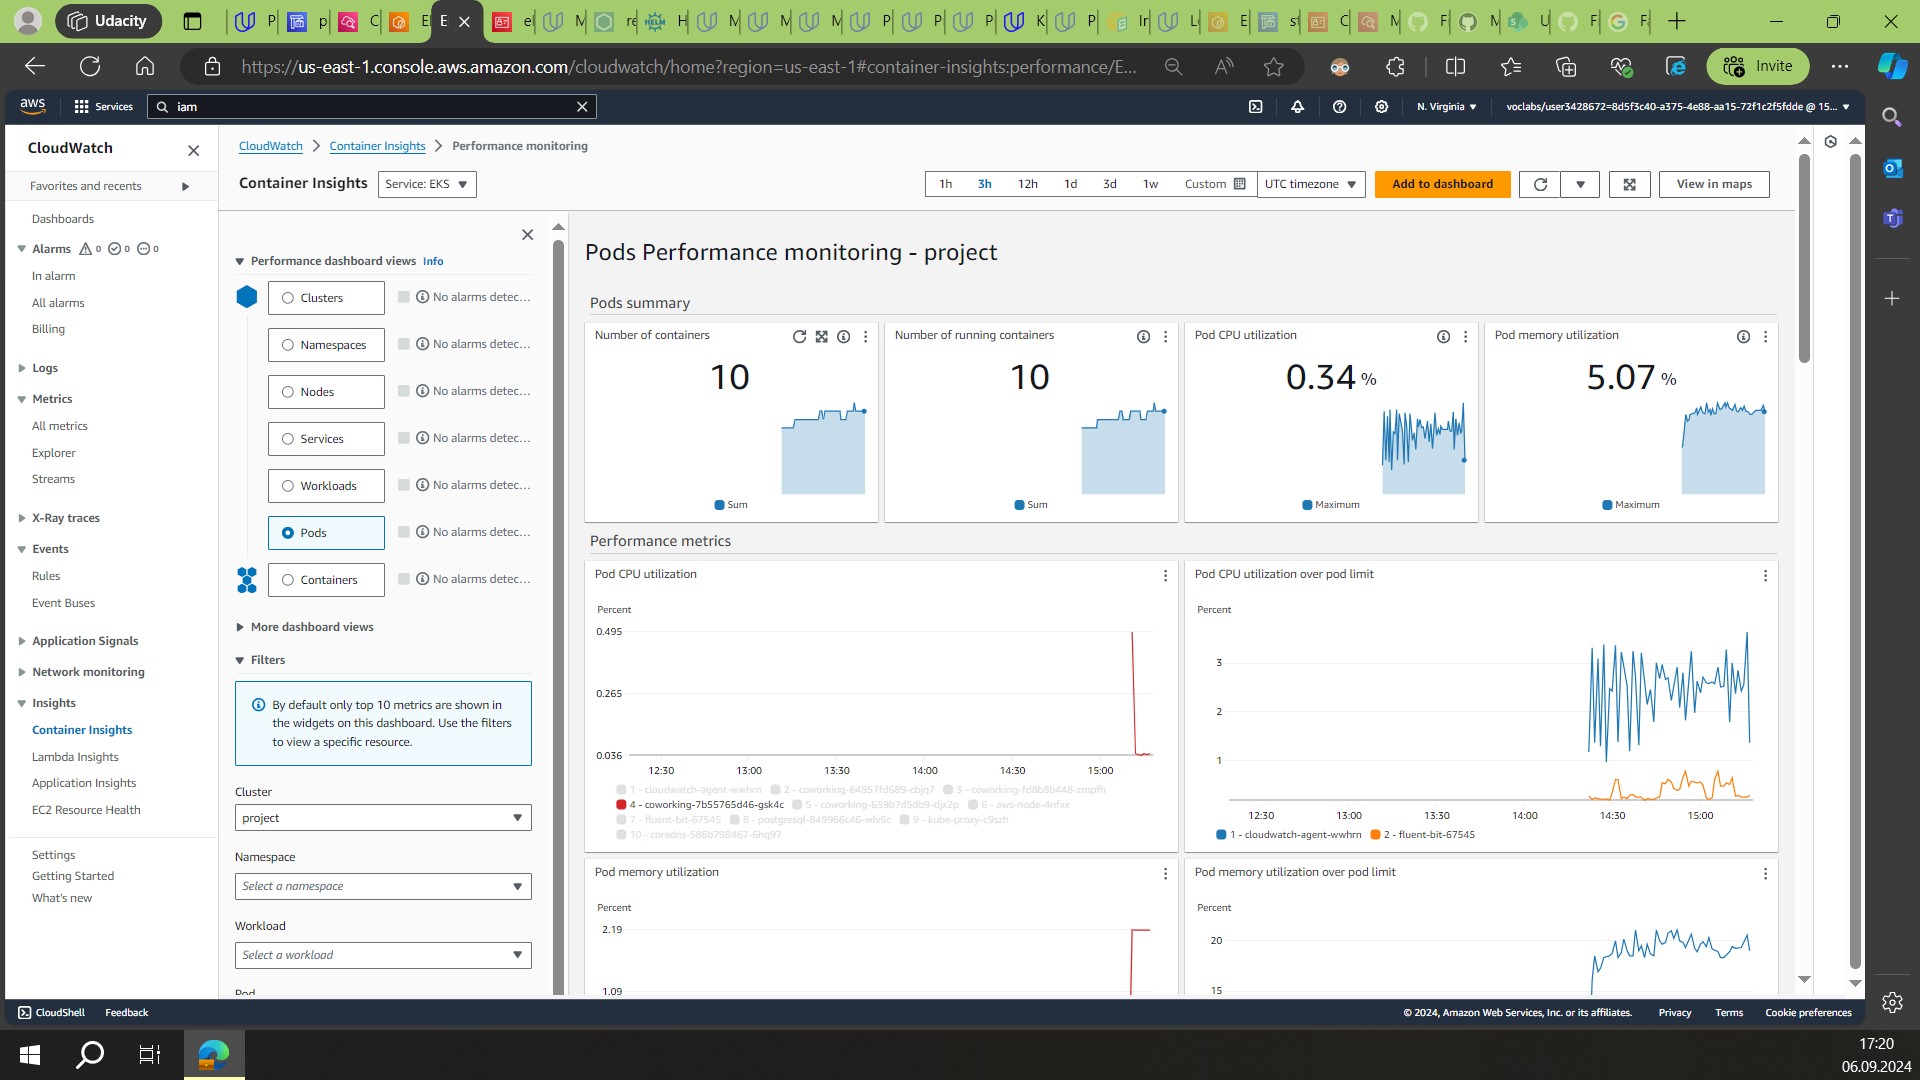 Udacity
https://us-east-1.console.aws.amazon.com/cloudwatch/home?region=us-east-1#container-insights:performance/E...
Invite
aws
Services
iam
N. Virginia
voclabs/user3428672=8d5f3c40-a375-4e88-aa15-72f1c2f5fdde @ 15...
CloudWatch
Favorites and recents
Dashboards
Alarms 0 0 0
In alarm
All alarms
Billing
Logs
Metrics
All metrics
Explorer
Streams
X-Ray traces
Events
Rules
Event Buses
Application Signals
Network monitoring
Insights
Container Insights
Lambda Insights
Application Insights
EC2 Resource Health
Settings
Getting Started
What's new
CloudWatch > Container Insights > Performance monitoring
Container Insights
Service: EKS
1h 3h 12h 1d 3d 1w Custom
UTC timezone
Add to dashboard
View in maps
Performance dashboard views Info
Clusters No alarms detec...
Namespaces No alarms detec...
Nodes No alarms detec...
Services No alarms detec...
Workloads No alarms detec...
Pods No alarms detec...
Containers No alarms detec...
More dashboard views
Filters
By default only top 10 metrics are shown in
the widgets on this dashboard. Use the filters
to view a specific resource.
Cluster
project
Namespace
Select a namespace
Workload
Select a workload
Pod
Pods Performance monitoring - project
Pods summary
Number of containers
10
Sum
Number of running containers
10
Sum
Pod CPU utilization
0.34 %
Maximum
Pod memory utilization
5.07 %
Maximum
Performance metrics
Pod CPU utilization
Percent
0.495
0.265
0.036
12:30 13:00 13:30 14:00 14:30 15:00
1 - cloudwatch-agent-wwhrn 2 - coworking-64957fd689-cbjq7 3 - coworking-fd8b8b448-zmpfh
4 - coworking-7b55765d46-gsk4c 5 - coworking-659b7d5db9-djx2p 6 - aws-node-4nfxx
7 - fluent-bit-67545 8 - postgresql-849966c46-wlv5c 9 - kube-proxy-c9szh
10 - coredns-586b798467-6hq97
Pod CPU utilization over pod limit
Percent
3
2
1
12:30 13:00 13:30 14:00 14:30 15:00
1 - cloudwatch-agent-wwhrn 2 - fluent-bit-67545
Pod memory utilization
Percent
2.19
1.09
Pod memory utilization over pod limit
Percent
20
15
CloudShell Feedback
© 2024, Amazon Web Services, Inc. or its affiliates. Privacy Terms Cookie preferences
17:20
06.09.2024